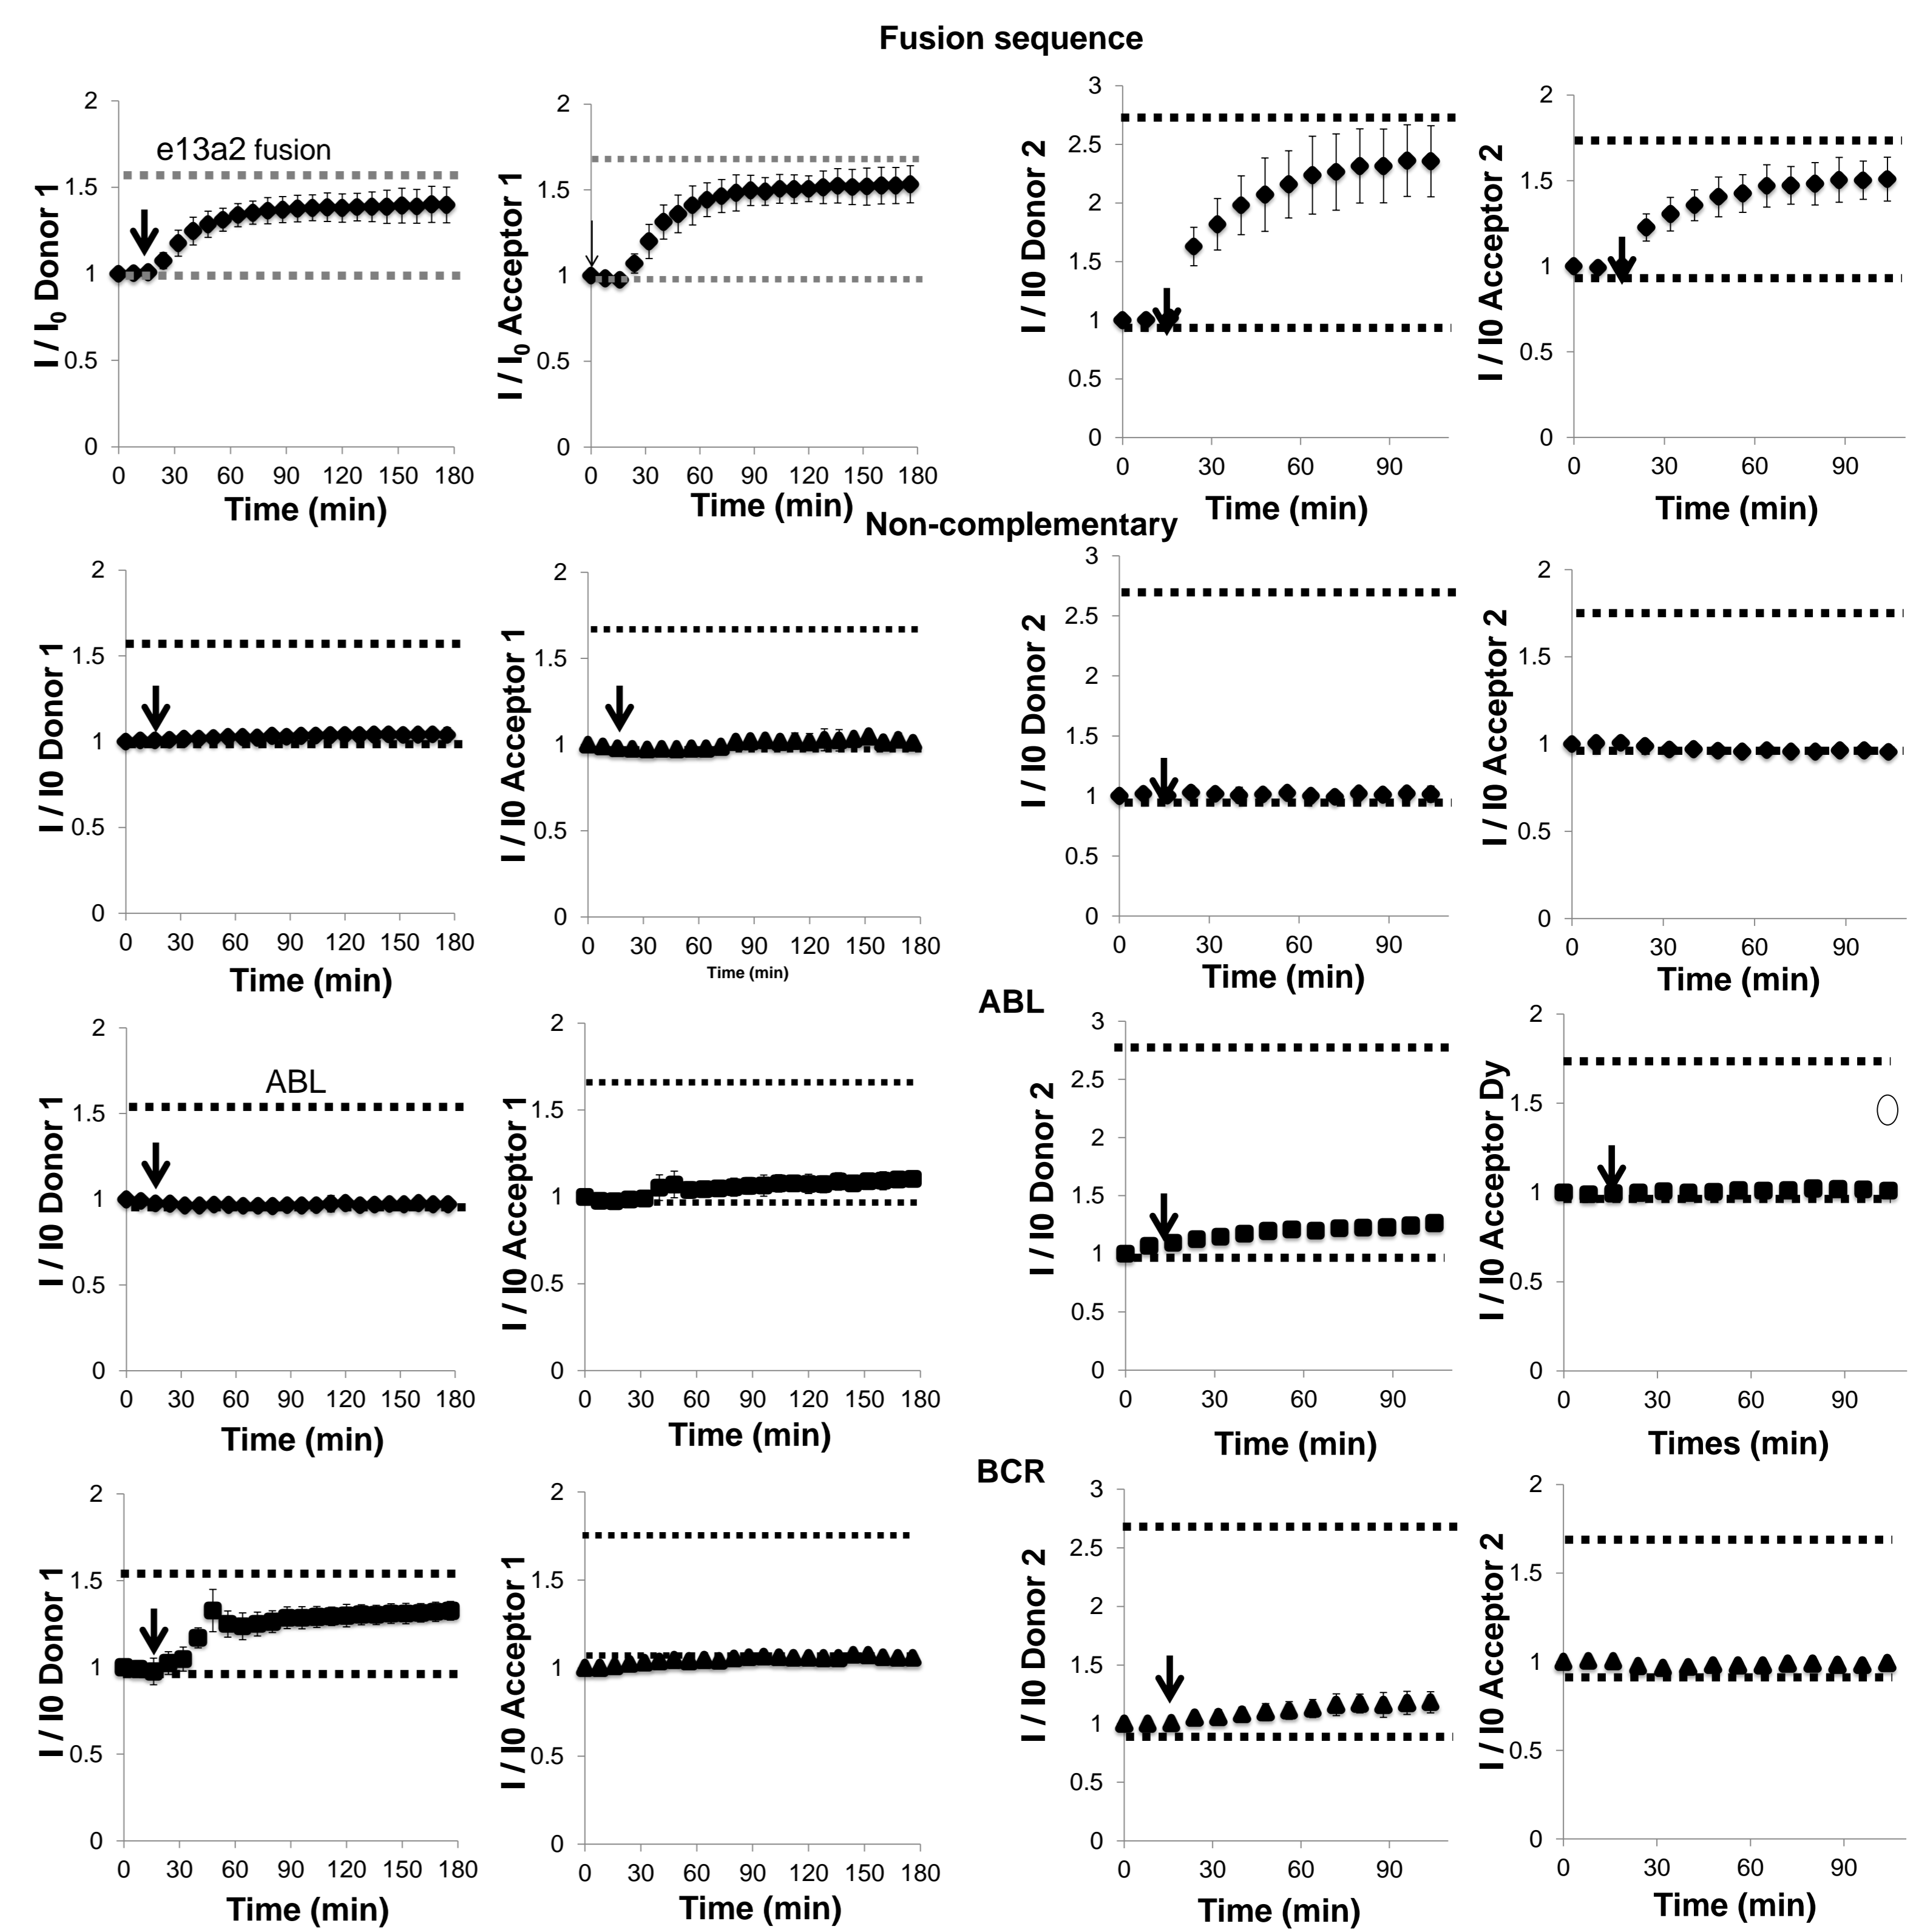 Fusion sequence
I / I0 Donor 1
2
1.5
1
0.5
0
e13a2 fusion
0 30 60 90 120 150 180
Time (min)
I / I0 Acceptor 1
2
1.5
1
0.5
0
0 30 60 90 120 150 180
Time (min)
I / I0 Donor 2
3
2.5
2
1.5
1
0.5
0
0 30 60 90
Time (min)
I / I0 Acceptor 2
2
1.5
1
0.5
0
0 30 60 90
Time (min)
Non-complementary
I / I0 Donor 1
2
1.5
1
0.5
0
0 30 60 90 120 150 180
Time (min)
I / I0 Acceptor 1
2
1.5
1
0.5
0
0 30 60 90 120 150 180
Time (min)
I / I0 Donor 2
3
2.5
2
1.5
1
0.5
0
0 30 60 90
Time (min)
I / I0 Acceptor 2
2
1.5
1
0.5
0
0 30 60 90
Time (min)
ABL
I / I0 Donor 1
2
1.5
1
0.5
0
ABL
0 30 60 90 120 150 180
Time (min)
I / I0 Acceptor 1
2
1.5
1
0.5
0
0 30 60 90 120 150 180
Time (min)
I / I0 Donor 2
3
2.5
2
1.5
1
0.5
0
0 30 60 90
Time (min)
I / I0 Acceptor Dy
2
1.5
1
0.5
0
0 30 60 90
Times (min)
BCR
I / I0 Donor 1
2
1.5
1
0.5
0
0 30 60 90 120 150 180
Time (min)
I / I0 Acceptor 1
2
1.5
1
0.5
0
0 30 60 90 120 150 180
Time (min)
I / I0 Donor 2
3
2.5
2
1.5
1
0.5
0
0 30 60 90
Time (min)
I / I0 Acceptor 2
2
1.5
1
0.5
0
0 30 60 90
Time (min)